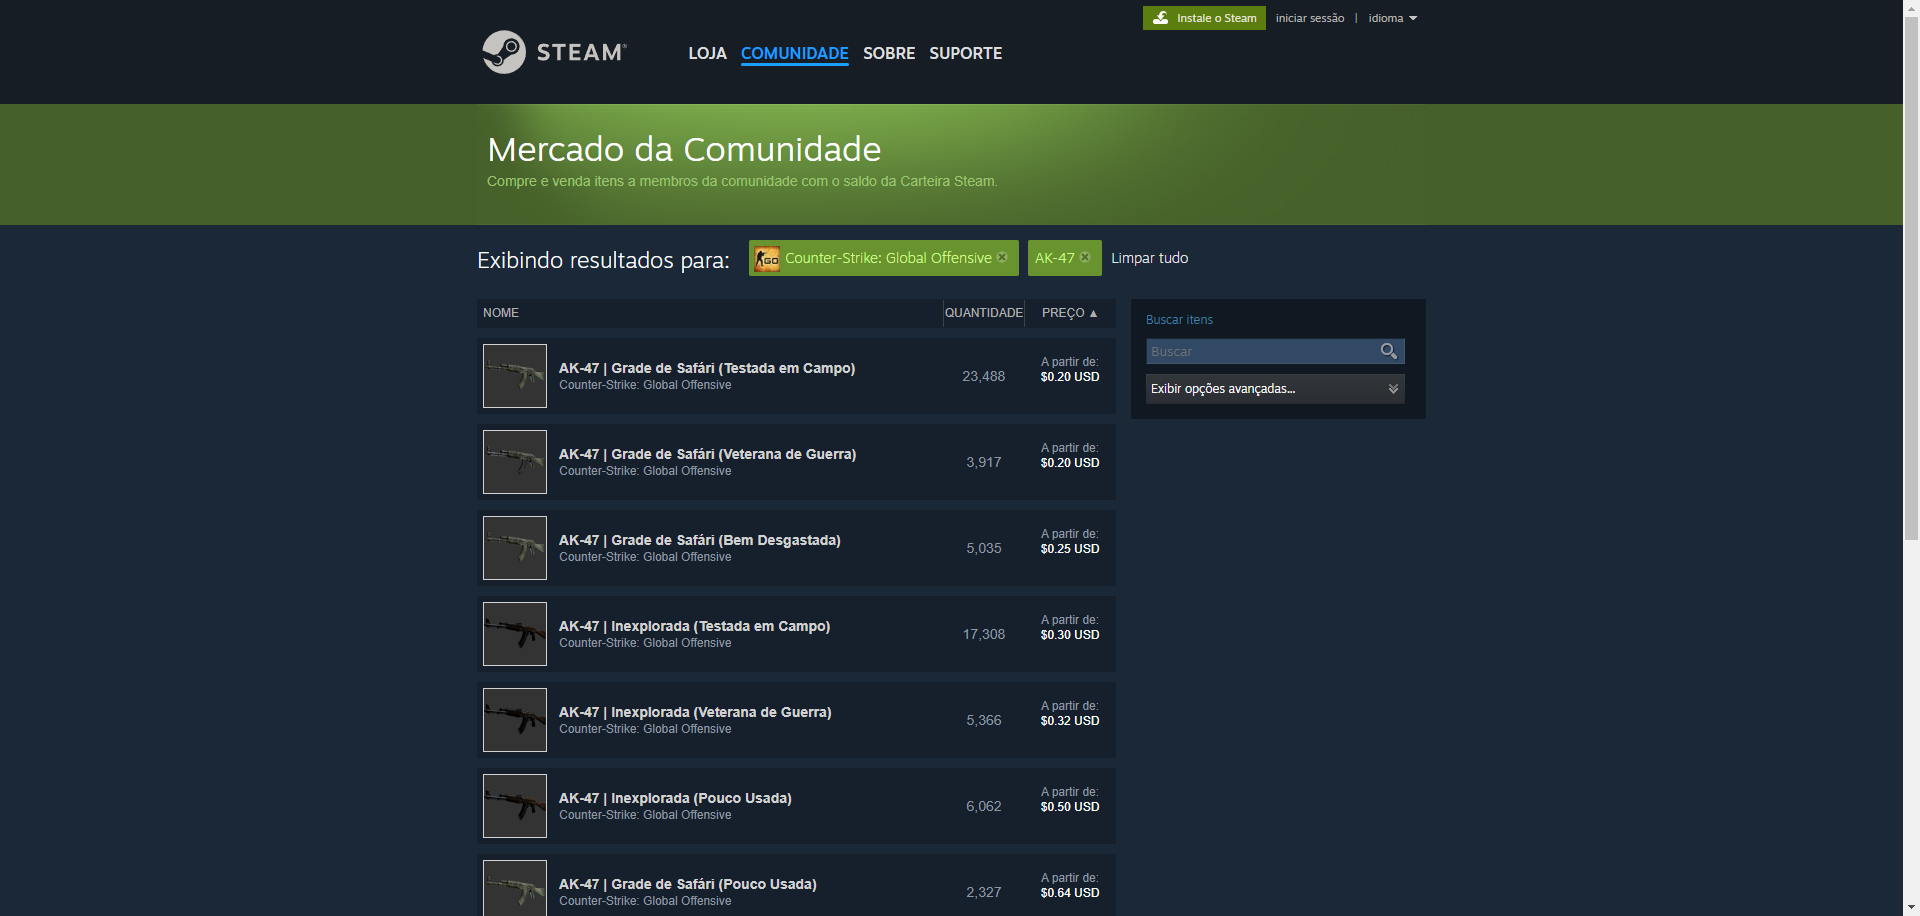 Instale o Steam
iniciar sessão | idioma
STEAM®
LOJA COMUNIDADE SOBRE SUPORTE
Mercado da Comunidade
Compre e venda itens a membros da comunidade com o saldo da Carteira Steam.
Exibindo resultados para: GO Counter-Strike: Global Offensive AK-47 Limpar tudo
NOME QUANTIDADE PREÇO ▲
AK-47 | Grade de Safári (Testada em Campo)
Counter-Strike: Global Offensive
23,488
A partir de:
$0.20 USD
AK-47 | Grade de Safári (Veterana de Guerra)
Counter-Strike: Global Offensive
3,917
A partir de:
$0.20 USD
AK-47 | Grade de Safári (Bem Desgastada)
Counter-Strike: Global Offensive
5,035
A partir de:
$0.25 USD
AK-47 | Inexplorada (Testada em Campo)
Counter-Strike: Global Offensive
17,308
A partir de:
$0.30 USD
AK-47 | Inexplorada (Veterana de Guerra)
Counter-Strike: Global Offensive
5,366
A partir de:
$0.32 USD
AK-47 | Inexplorada (Pouco Usada)
Counter-Strike: Global Offensive
6,062
A partir de:
$0.50 USD
AK-47 | Grade de Safári (Pouco Usada)
Counter-Strike: Global Offensive
2,327
A partir de:
$0.64 USD
Buscar itens
Buscar
Exibir opções avançadas...